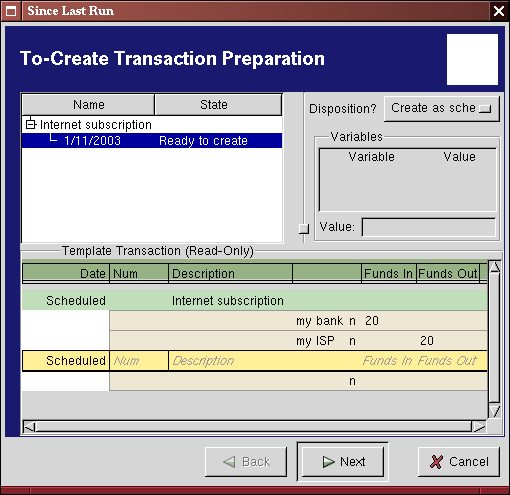 Since Last Run
To-Create Transaction Preparation
Name State
Internet subscription
1/11/2003 Ready to create
Disposition? Create as sche
Variables
Variable Value
Value:
Template Transaction (Read-Only)
Date Num Description Funds In Funds Out
Scheduled Internet subscription
my bank n 20
my ISP n 20
Scheduled Num Description Funds In Funds Out
n
Back Next Cancel